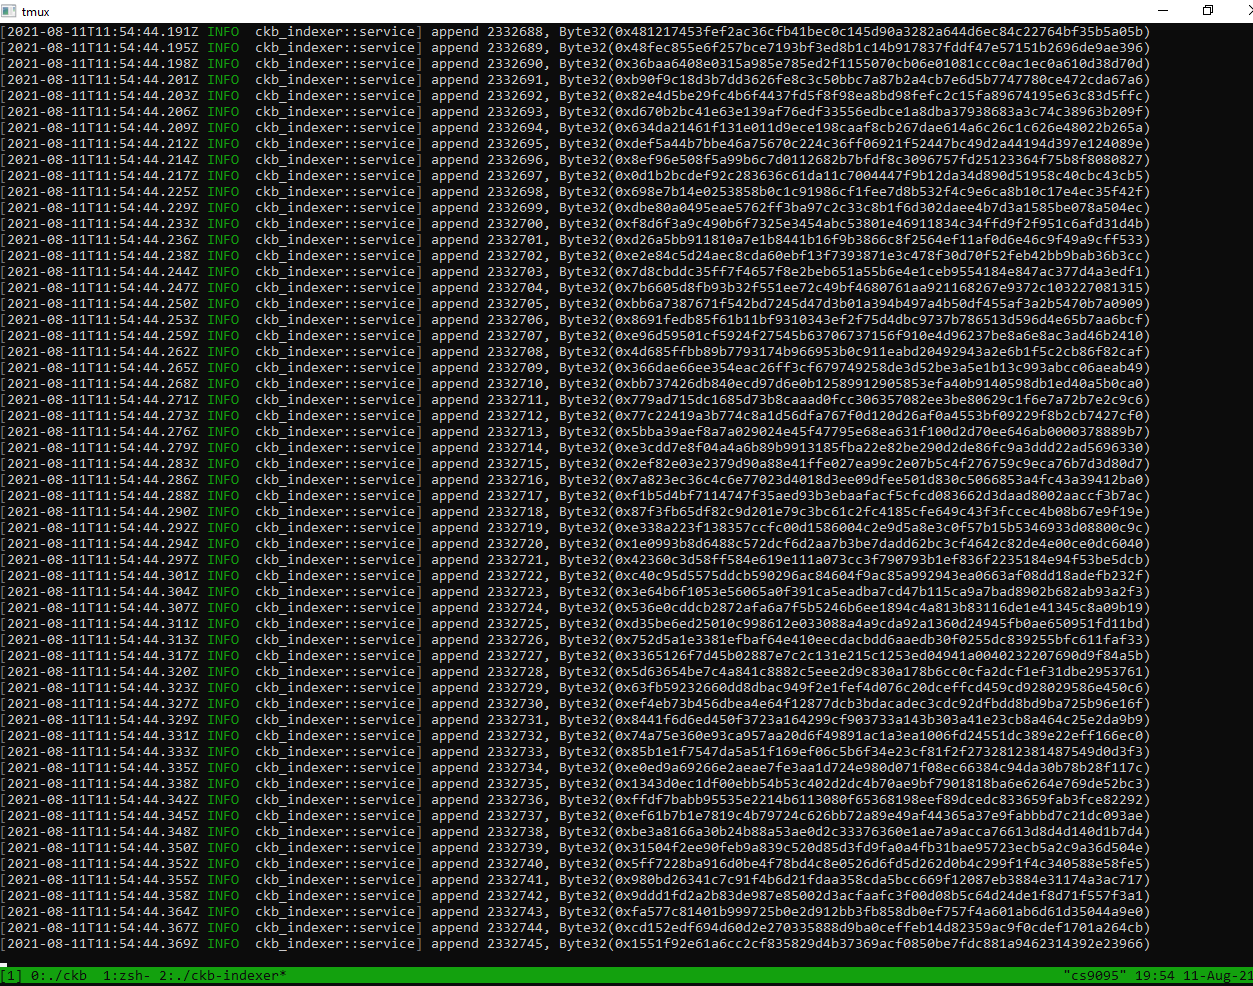 tmux
[2021-08-11T11:54:44.191Z INFO  ckb_indexer::service] append 2332688, Byte32(0x481217453fef2ac36cfb41bec0c145d90a3282a644d6ec84c22764bf35b5a05b)
[2021-08-11T11:54:44.195Z INFO  ckb_indexer::service] append 2332689, Byte32(0x48fec855e6f257bce7193bf3ed8b1c14b917837fddf47e57151b2696de9ae396)
[2021-08-11T11:54:44.198Z INFO  ckb_indexer::service] append 2332690, Byte32(0x36baa6408e0315a985e785ed2f1155070cb06e01081ccc0ac1ec0a610d38d70d)
[2021-08-11T11:54:44.201Z INFO  ckb_indexer::service] append 2332691, Byte32(0xb90f9c18d3b7dd3626fe8c3c50bbc7a87b2a4cb7e6d5b7747780ce472cda67a6)
[2021-08-11T11:54:44.203Z INFO  ckb_indexer::service] append 2332692, Byte32(0x82e4d5be29fc4b6f4437fd5f8f98ea8bd98fefc2c15fa89674195e63c83d5ffc)
[2021-08-11T11:54:44.206Z INFO  ckb_indexer::service] append 2332693, Byte32(0xd670b2bc41e63e139af76edf33556edbce1a8dba37938683a3c74c38963b209f)
[2021-08-11T11:54:44.209Z INFO  ckb_indexer::service] append 2332694, Byte32(0x634da21461f131e011d9ece198caaf8cb267dae614a6c26c1c626e48022b265a)
[2021-08-11T11:54:44.212Z INFO  ckb_indexer::service] append 2332695, Byte32(0xdef5a44b7bbe46a75670c224c36ff06921f52447bc49d2a44194d397e124089e)
[2021-08-11T11:54:44.214Z INFO  ckb_indexer::service] append 2332696, Byte32(0x8ef96e508f5a99b6c7d0112682b7bfdf8c3096757fd25123364f75b8f8080827)
[2021-08-11T11:54:44.217Z INFO  ckb_indexer::service] append 2332697, Byte32(0x0d1b2bcdef92c283636c61da11c7004447f9b12da34d890d51958c40cbc43cb5)
[2021-08-11T11:54:44.225Z INFO  ckb_indexer::service] append 2332698, Byte32(0x698e7b14e0253858b0c1c91986cf1fee7d8b532f4c9e6ca8b10c17e4ec35f42f)
[2021-08-11T11:54:44.229Z INFO  ckb_indexer::service] append 2332699, Byte32(0xdbe80a0495eae5762ff3ba97c2c33c8b1f6d302daee4b7d3a1585be078a504ec)
[2021-08-11T11:54:44.233Z INFO  ckb_indexer::service] append 2332700, Byte32(0xf8d6f3a9c490b6f7325e3454abc53801e46911834c34ffd9f2f951c6afd31d4b)
[2021-08-11T11:54:44.236Z INFO  ckb_indexer::service] append 2332701, Byte32(0xd26a5bb911810a7e1b8441b16f9b3866c8f2564ef11af0d6e46c9f49a9cff533)
[2021-08-11T11:54:44.238Z INFO  ckb_indexer::service] append 2332702, Byte32(0xe2e84c5d24aec8cda60ebf13f7393871e3c478f30d70f52feb42bb9bab36b3cc)
[2021-08-11T11:54:44.244Z INFO  ckb_indexer::service] append 2332703, Byte32(0x7d8cbddc35ff7f4657f8e2beb651a55b6e4e1ceb9554184e847ac377d4a3edf1)
[2021-08-11T11:54:44.247Z INFO  ckb_indexer::service] append 2332704, Byte32(0x7b6605d8fb93b32f551ee72c49bf4680761aa921168267e9372c103227081315)
[2021-08-11T11:54:44.250Z INFO  ckb_indexer::service] append 2332705, Byte32(0xbb6a7387671f542bd7245d47d3b01a394b497a4b50df455af3a2b5470b7a0909)
[2021-08-11T11:54:44.253Z INFO  ckb_indexer::service] append 2332706, Byte32(0x8691fedb85f61b11bf9310343ef2f75d4dbc9737b786513d596d4e65b7aa6bcf)
[2021-08-11T11:54:44.259Z INFO  ckb_indexer::service] append 2332707, Byte32(0xe96d59501cf5924f27545b63706737156f910e4d96237be8a6e8ac3ad46b2410)
[2021-08-11T11:54:44.262Z INFO  ckb_indexer::service] append 2332708, Byte32(0x4d685ffbb89b7793174b966953b0c911eabd20492943a2e6b1f5c2cb86f82caf)
[2021-08-11T11:54:44.265Z INFO  ckb_indexer::service] append 2332709, Byte32(0x366dae66ee354eac26ff3cf679749258de3d52be3a5e1b13c993abcc06aeab49)
[2021-08-11T11:54:44.268Z INFO  ckb_indexer::service] append 2332710, Byte32(0xbb737426db840ecd97d6e0b12589912905853efa40b9140598db1ed40a5b0ca0)
[2021-08-11T11:54:44.271Z INFO  ckb_indexer::service] append 2332711, Byte32(0x779ad715dc1685d73b8caaad0fcc306357082ee3be80629c1f6e7a72b7e2c9c6)
[2021-08-11T11:54:44.273Z INFO  ckb_indexer::service] append 2332712, Byte32(0x77c22419a3b774c8a1d56dfa767f0d120d26af0a4553bf09229f8b2cb7427cf0)
[2021-08-11T11:54:44.276Z INFO  ckb_indexer::service] append 2332713, Byte32(0x5bba39aef8a7a029024e45f47795e68ea631f100d2d70ee646ab0000378889b7)
[2021-08-11T11:54:44.279Z INFO  ckb_indexer::service] append 2332714, Byte32(0xe3cdd7e8f04a4a6b89b9913185fba22e82be290d2de86fc9a3ddd22ad5696330)
[2021-08-11T11:54:44.283Z INFO  ckb_indexer::service] append 2332715, Byte32(0x2ef82e03e2379d90a88e41ffe027ea99c2e07b5c4f276759c9eca76b7d3d80d7)
[2021-08-11T11:54:44.286Z INFO  ckb_indexer::service] append 2332716, Byte32(0x7a823ec36c4c6e77023d4018d3ee09dfee501d830c5066853a4fc43a39412ba0)
[2021-08-11T11:54:44.288Z INFO  ckb_indexer::service] append 2332717, Byte32(0xf1b5d4bf7114747f35aed93b3ebaafacf5cfcd083662d3daad8002aaccf3b7ac)
[2021-08-11T11:54:44.290Z INFO  ckb_indexer::service] append 2332718, Byte32(0x87f3fb65df82c9d201e79c3bc61c2fc4185cfe649c43f3fccec4b08b67e9f19e)
[2021-08-11T11:54:44.292Z INFO  ckb_indexer::service] append 2332719, Byte32(0xe338a223f138357ccfc00d1586004c2e9d5a8e3c0f57b15b5346933d08800c9c)
[2021-08-11T11:54:44.294Z INFO  ckb_indexer::service] append 2332720, Byte32(0x1e0993b8d6488c572dcf6d2aa7b3be7dadd62bc3cf4642c82de4e00ce0dc6040)
[2021-08-11T11:54:44.297Z INFO  ckb_indexer::service] append 2332721, Byte32(0x42360c3d58ff584e619e111a073cc3f790793b1ef836f2235184e94f53be5dcb)
[2021-08-11T11:54:44.301Z INFO  ckb_indexer::service] append 2332722, Byte32(0xc40c95d5575ddcb590296ac84604f9ac85a992943ea0663af08dd18adefb232f)
[2021-08-11T11:54:44.304Z INFO  ckb_indexer::service] append 2332723, Byte32(0x3e64b6f1053e56065a0f391ca5eadba7cd47b115ca9a7bad8902b682ab93a2f3)
[2021-08-11T11:54:44.307Z INFO  ckb_indexer::service] append 2332724, Byte32(0x536e0cddcb2872afa6a7f5b5246b6ee1894c4a813b83116de1e41345c8a09b19)
[2021-08-11T11:54:44.311Z INFO  ckb_indexer::service] append 2332725, Byte32(0xd35be6ed25010c998612e033088a4a9cda92a1360d24945fb0ae650951fd11bd)
[2021-08-11T11:54:44.313Z INFO  ckb_indexer::service] append 2332726, Byte32(0x752d5a1e3381efbaf64e410eecdacbdd6aaedb30f0255dc839255bfc611faf33)
[2021-08-11T11:54:44.317Z INFO  ckb_indexer::service] append 2332727, Byte32(0x3365126f7d45b02887e7c2c131e215c1253ed04941a0040232207690d9f84a5b)
[2021-08-11T11:54:44.320Z INFO  ckb_indexer::service] append 2332728, Byte32(0x5d63654be7c4a841c8882c5eee2d9c830a178b6cc0cfa2dcf1ef31dbe2953761)
[2021-08-11T11:54:44.323Z INFO  ckb_indexer::service] append 2332729, Byte32(0x63fb59232660dd8dbac949f2e1fef4d076c20dceffcd459cd928029586e450c6)
[2021-08-11T11:54:44.327Z INFO  ckb_indexer::service] append 2332730, Byte32(0xef4eb73b456dbea4e64f12877dcb3bdacadec3cdc92dfbdd8bd9ba725b96e16f)
[2021-08-11T11:54:44.329Z INFO  ckb_indexer::service] append 2332731, Byte32(0x8441f6d6ed450f3723a164299cf903733a143b303a41e23cb8a464c25e2da9b9)
[2021-08-11T11:54:44.331Z INFO  ckb_indexer::service] append 2332732, Byte32(0x74a75e360e93ca957aa20d6f49891ac1a3ea1006fd24551dc389e22eff166ec0)
[2021-08-11T11:54:44.333Z INFO  ckb_indexer::service] append 2332733, Byte32(0x85b1e1f7547da5a51f169ef06c5b6f34e23cf81f2f2732812381487549d0d3f3)
[2021-08-11T11:54:44.335Z INFO  ckb_indexer::service] append 2332734, Byte32(0xe0ed9a69266e2aeae7fe3aa1d724e980d071f08ec66384c94da30b78b28f117c)
[2021-08-11T11:54:44.338Z INFO  ckb_indexer::service] append 2332735, Byte32(0x1343d0ec1df00ebb54b53c402d2dc4b70ae9bf7901818ba6e6264e769de52bc3)
[2021-08-11T11:54:44.342Z INFO  ckb_indexer::service] append 2332736, Byte32(0xffdf7babb95535e2214b6113080f65368198eef89dcedc833659fab3fce82292)
[2021-08-11T11:54:44.345Z INFO  ckb_indexer::service] append 2332737, Byte32(0xef61b7b1e7819c4b79724c626bb72a89e49af44365a37e9fabbbd7c21dc093ae)
[2021-08-11T11:54:44.348Z INFO  ckb_indexer::service] append 2332738, Byte32(0xbe3a8166a30b24b88a53ae0d2c33376360e1ae7a9acca76613d8d4d140d1b7d4)
[2021-08-11T11:54:44.350Z INFO  ckb_indexer::service] append 2332739, Byte32(0x31504f2ee90feb9a839c520d85d3fd9fa0a4fb31bae95723ecb5a2c9a36d504e)
[2021-08-11T11:54:44.352Z INFO  ckb_indexer::service] append 2332740, Byte32(0x5ff7228ba916d0be4f78bd4c8e0526d6fd5d262d0b4c299f1f4c340588e58fe5)
[2021-08-11T11:54:44.355Z INFO  ckb_indexer::service] append 2332741, Byte32(0x980bd26341c7c91f4b6d21fdaa358cda5bcc669f12087eb3884e31174a3ac717)
[2021-08-11T11:54:44.358Z INFO  ckb_indexer::service] append 2332742, Byte32(0x9ddd1fd2a2b83de987e85002d3acfaafc3f00d08b5c64d24de1f8d71f557f3a1)
[2021-08-11T11:54:44.364Z INFO  ckb_indexer::service] append 2332743, Byte32(0xfa577c81401b999725b0e2d912bb3fb858db0ef757f4a601ab6d61d35044a9e0)
[2021-08-11T11:54:44.367Z INFO  ckb_indexer::service] append 2332744, Byte32(0xcd152edf694d60d2e270335888d9ba0ceffeb14d82359ac9f0cdef1701a264cb)
[2021-08-11T11:54:44.369Z INFO  ckb_indexer::service] append 2332745, Byte32(0x1551f92e61a6cc2cf835829d4b37369acf0850be7fdc881a9462314392e23966)
[1] 0:./ckb  1:zsh- 2:./ckb-indexer*  "cs9095" 19:54 11-Aug-21